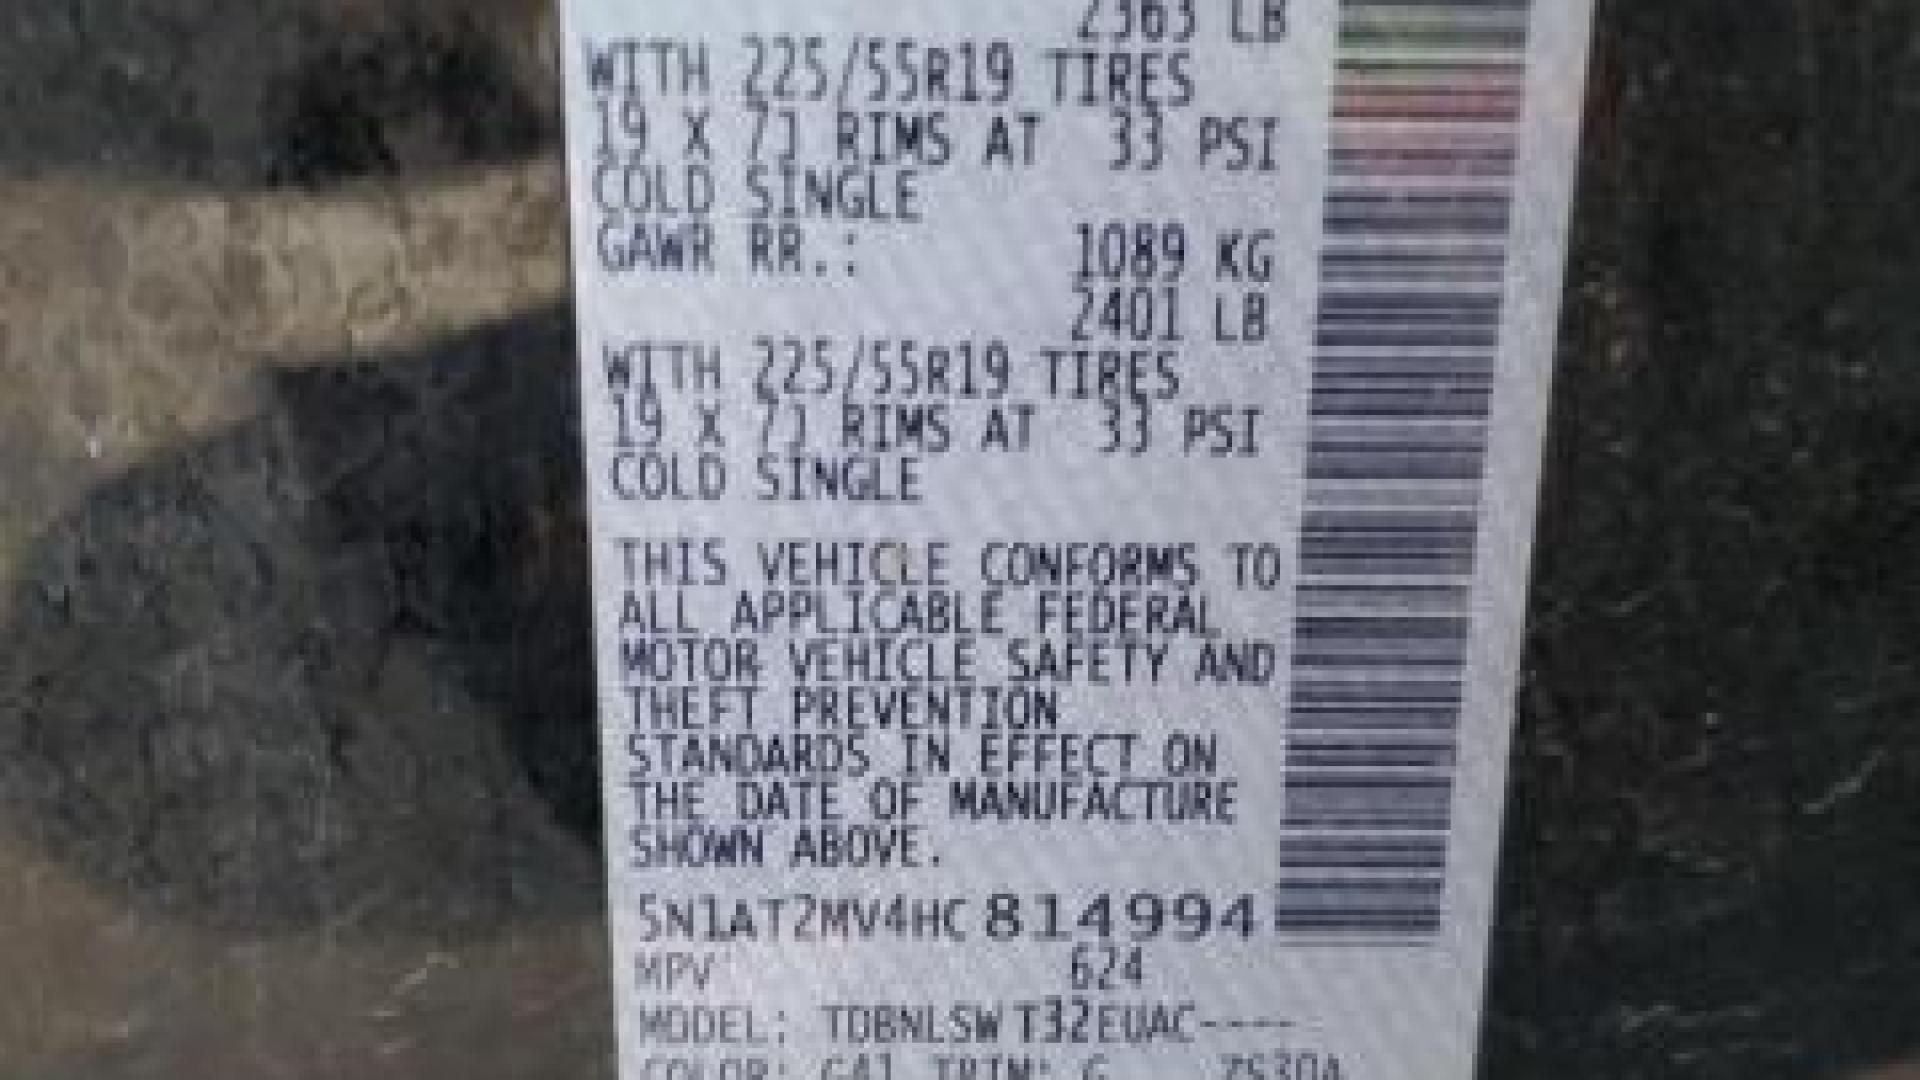 2363 LB
WITH 225/55R19 TIRES
19 X 7J RIMS AT 33 PSI
COLD SINGLE
GAWR RR.: 1089 KG
2401 LB
WITH 225/55R19 TIRES
19 X 7J RIMS AT 33 PSI
COLD SINGLE
THIS VEHICLE CONFORMS TO
ALL APPLICABLE FEDERAL
MOTOR VEHICLE SAFETY AND
THEFT PREVENTION
STANDARDS IN EFFECT ON
THE DATE OF MANUFACTURE
SHOWN ABOVE.
5N1AT2MV4HC814994
MPV 624
MODEL: TDBNLSWT32EUAC----
COLOR: TRIM: G